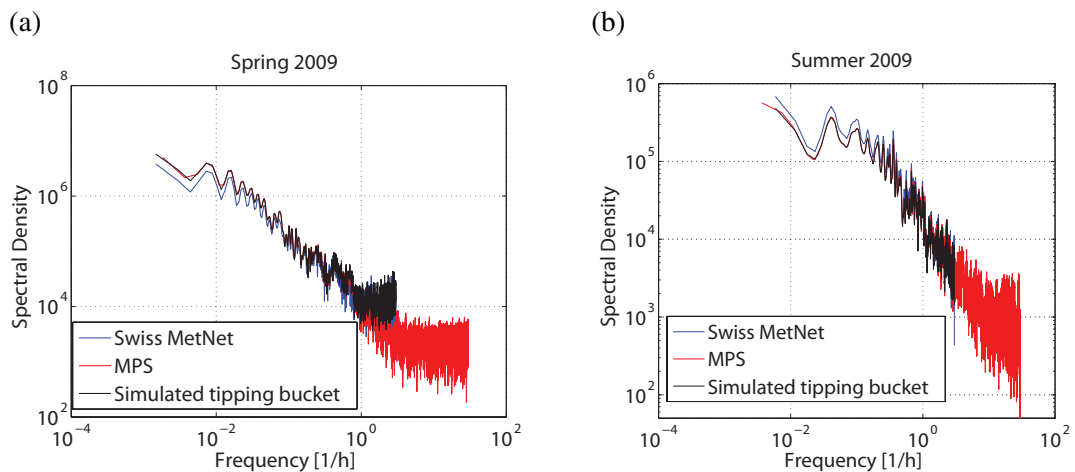 (a)
Spring 2009
10^8
10^6
10^4
10^2
Spectral Density
Swiss MetNet
MPS
Simulated tipping bucket
10^−4
10^−2
10^0
10^2
Frequency [1/h]
(b)
Summer 2009
10^6
10^5
10^4
10^3
10^2
Spectral Density
Swiss MetNet
MPS
Simulated tipping bucket
10^−4
10^−2
10^0
10^2
Frequency [1/h]